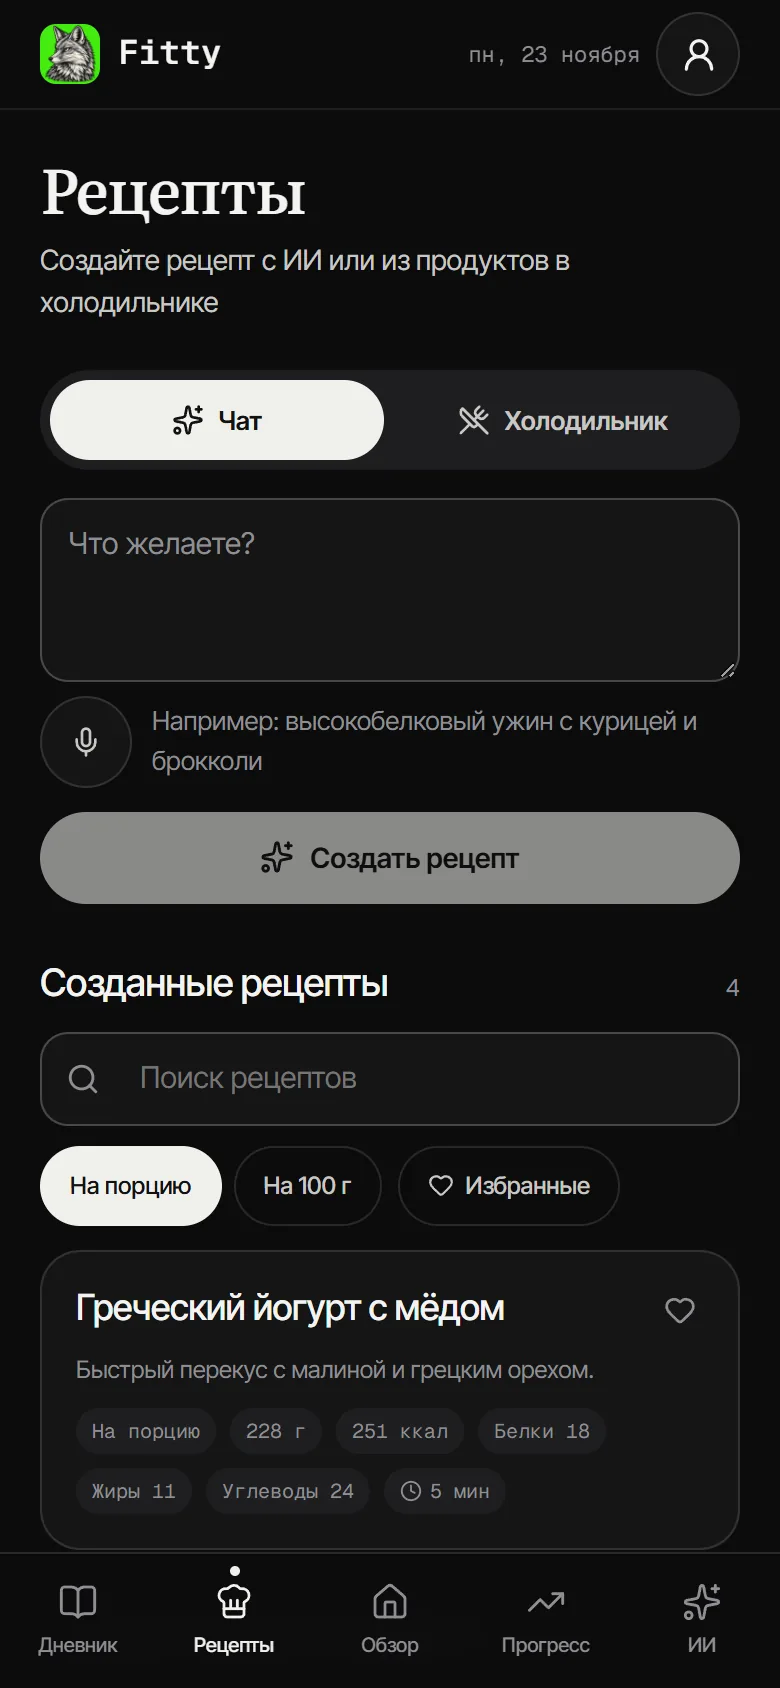 Fitty
пн, 23 ноября
Рецепты
Создайте рецепт с ИИ или из продуктов в
холодильнике
Чат
Холодильник
Что желаете?
Например: высокобелковый ужин с курицей и
брокколи
Создать рецепт
Созданные рецепты
4
Поиск рецептов
На порцию
На 100 г
Избранные
Греческий йогурт с мёдом
Быстрый перекус с малиной и грецким орехом.
На порцию 228 г 251 ккал Белки 18
Жиры 11 Углеводы 24 5 мин
Дневник
Рецепты
Обзор
Прогресс
ИИ